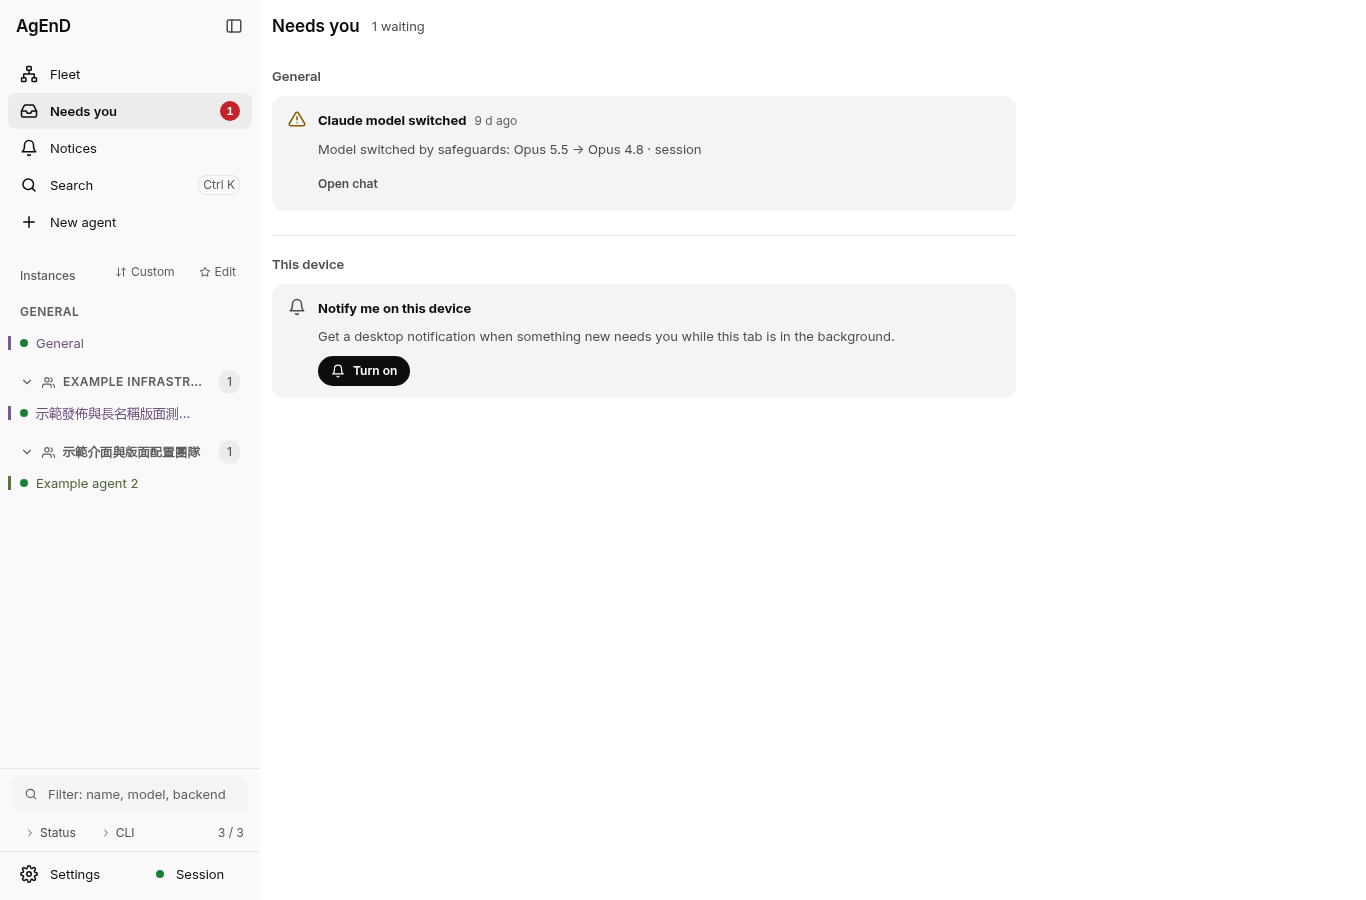 AgEnD
Fleet
Needs you 1
Notices
Search Ctrl K
New agent
Instances Custom Edit
GENERAL
General
EXAMPLE INFRASTR... 1
示範發佈與長名稱版面測...
示範介面與版面配置團隊 1
Example agent 2
Filter: name, model, backend
Status CLI 3 / 3
Settings Session
Needs you 1 waiting
General
Claude model switched 9 d ago
Model switched by safeguards: Opus 5.5 → Opus 4.8 · session
Open chat
This device
Notify me on this device
Get a desktop notification when something new needs you while this tab is in the background.
Turn on